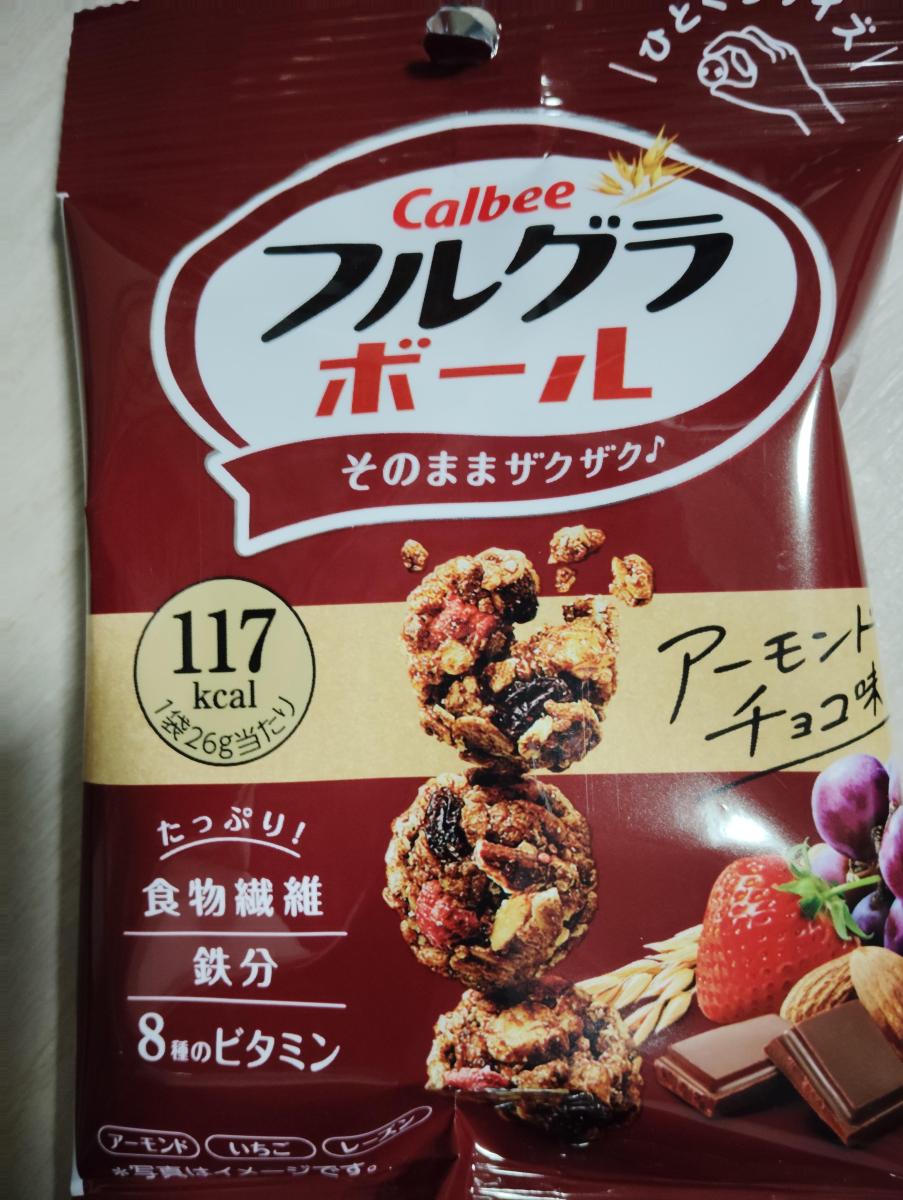 ひとくちサイズ
Calbee
フルグラ
ボール
そのままザクザク♪
117
kcal
1袋26g当たり
アーモンド
チョコ味
たっぷり!
食物繊維
鉄分
8種のビタミン
アーモンド いちご レーズン
*写真はイメージです。